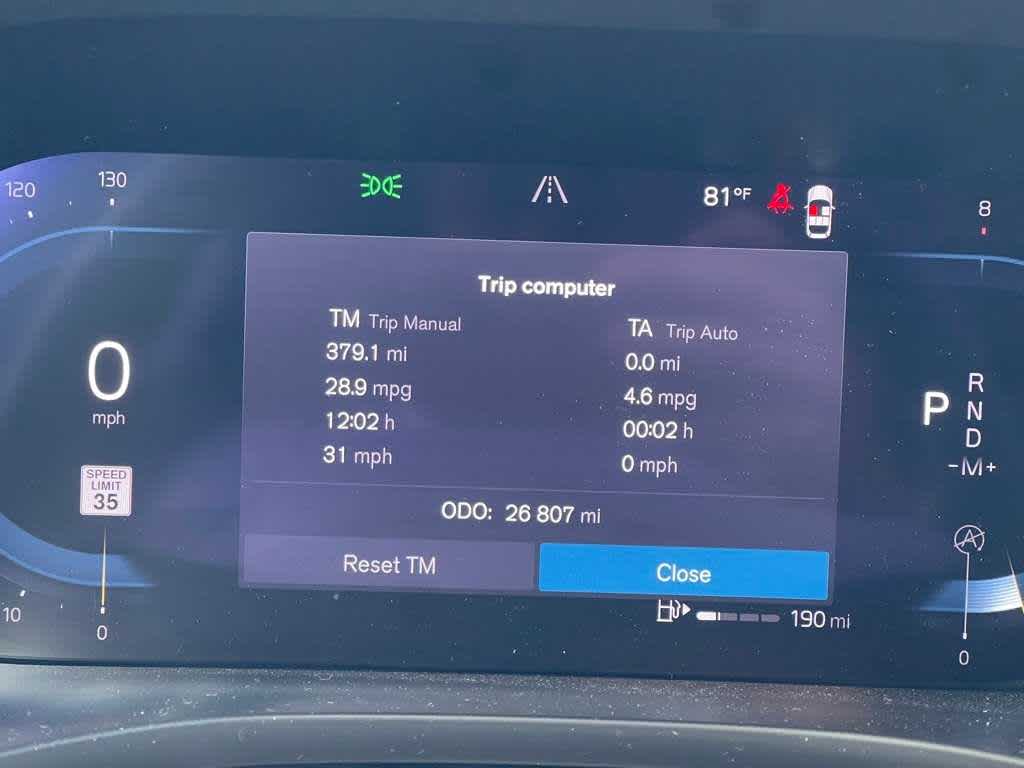 120
130
81°F
8
Trip computer
TM Trip Manual
379.1 mi
28.9 mpg
12:02 h
31 mph
TA Trip Auto
0.0 mi
4.6 mpg
00:02 h
0 mph
0
mph
SPEED
LIMIT
35
P
R
N
D
-M+
ODO: 26 807 mi
Reset TM
Close
A
190 mi
10
0
0